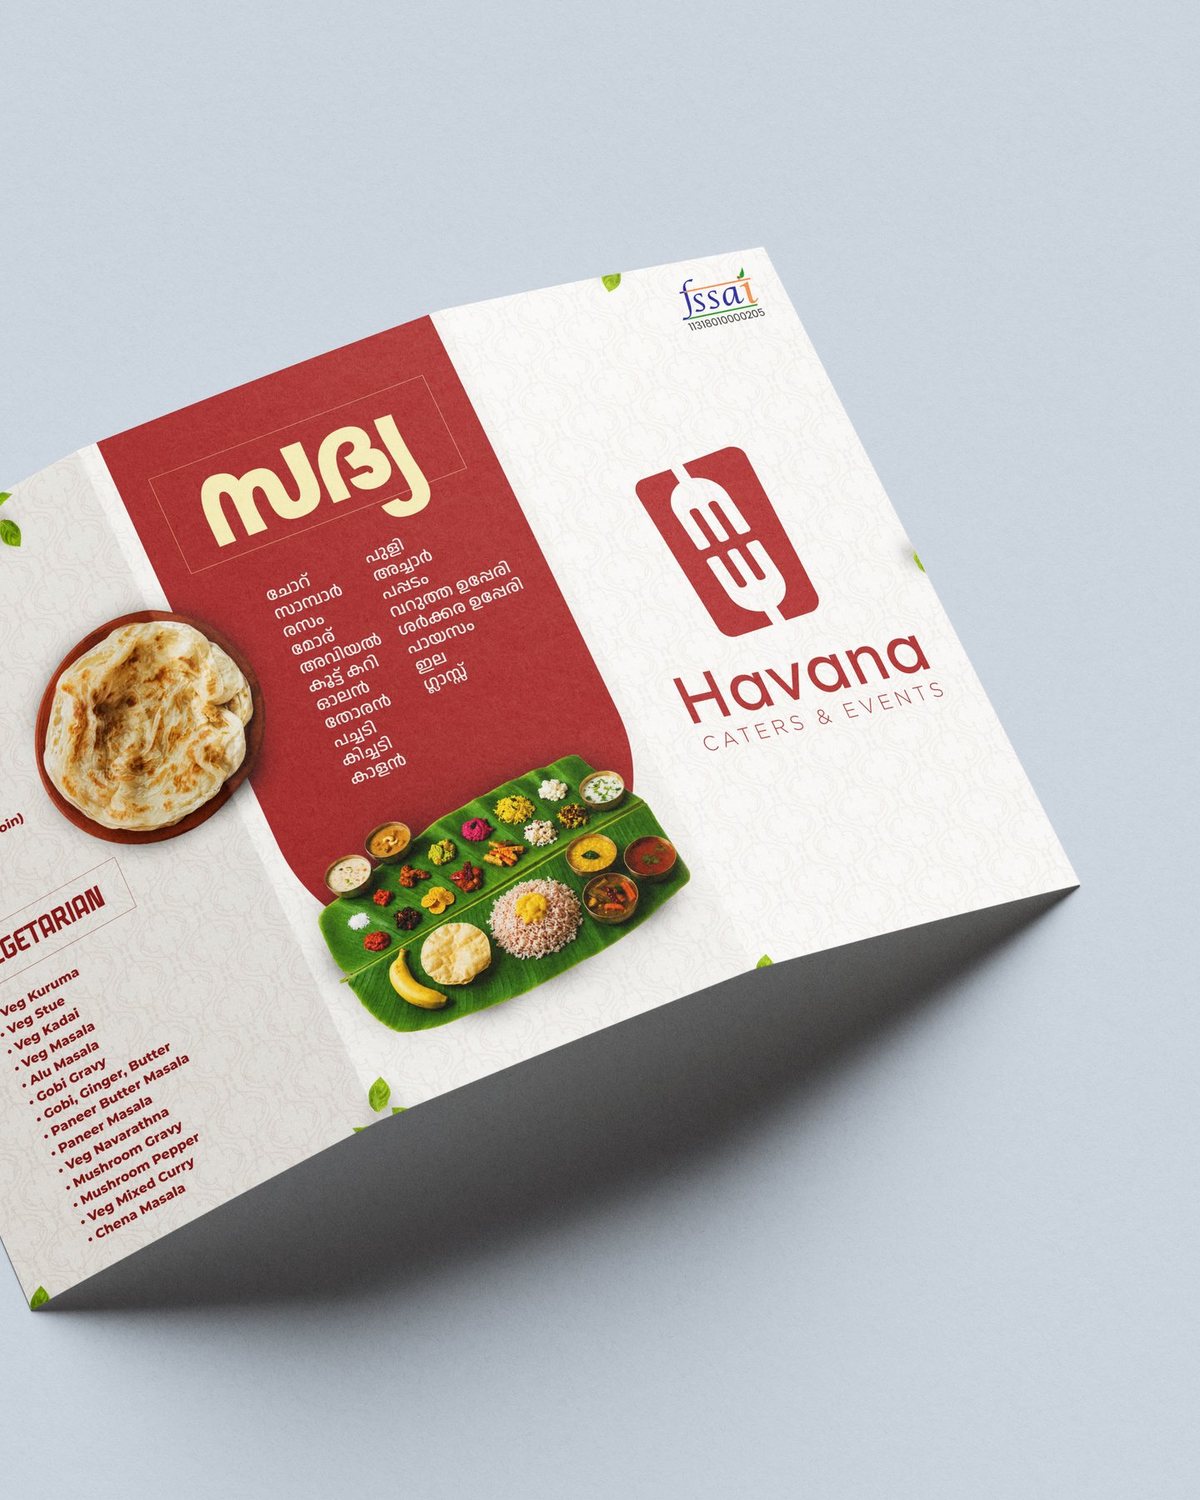 oin)
EGETARIAN
Veg Kuruma
• Veg Stue
• Veg Kadai
• Veg Masala
• Alu Masala
• Gobi Gravy
• Gobi, Ginger, Butter
• Paneer Butter Masala
• Paneer Masala
• Veg Navarathna
• Mushroom Gravy
• Mushroom Pepper
• Veg Mixed Curry
• Chena Masala
സദ്യ
ചോറ്
സാമ്പാർ
രസം
മോര്
അവിയൽ
കൂട്ട് കറി
ഓലൻ
തോരൻ
പച്ചടി
കിച്ചടി
കാളൻ
പുളി
അച്ചാർ
പപ്പടം
വറുത്ത ഉപ്പേരി
ശർക്കര ഉപ്പേരി
പായസം
ഇല
ഗ്ലാസ്സ്
fssai
11318010000205
Havana
CATERS & EVENTS